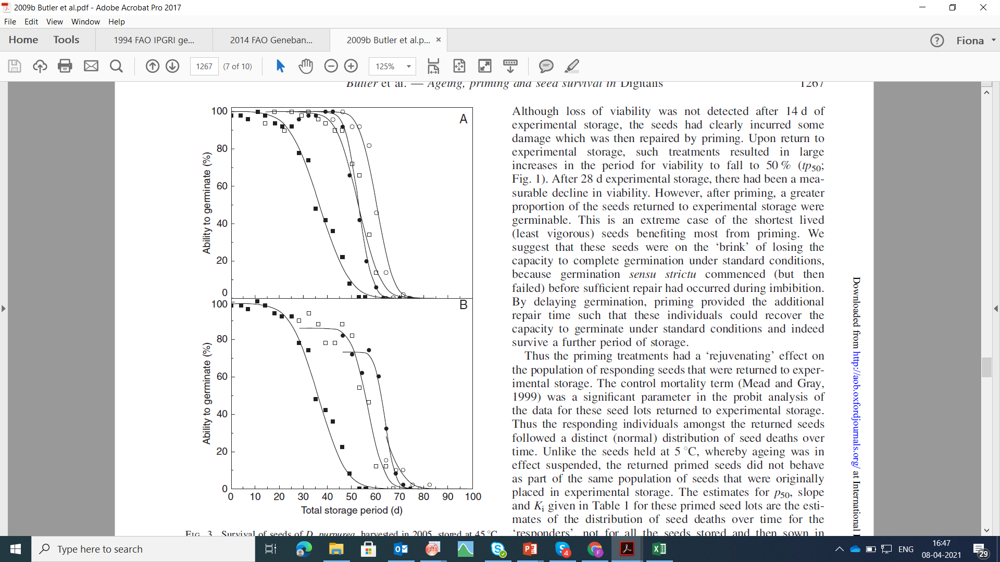 2009b Butler et al.pdf - Adobe Acrobat Pro 2017
File Edit View Window Help
Home Tools 1994 FAO IPGRI ge... 2014 FAO Geneban... 2009b Butler et al.p... × ? Fiona
1267 (7 of 10) 125%
Butler et al. — Ageing, priming and seed survival in Digitalis 1267
A
100
80
60
40
20
0
Ability to germinate (%)
B
100
80
60
40
20
0
Ability to germinate (%)
0 10 20 30 40 50 60 70 80 90 100
Total storage period (d)
FIG. 3. Survival of seeds of D. purpurea, harvested in 2005, stored at 45 °C
Although loss of viability was not detected after 14 d of
experimental storage, the seeds had clearly incurred some
damage which was then repaired by priming. Upon return to
experimental storage, such treatments resulted in large
increases in the period for viability to fall to 50 % (tp50;
Fig. 1). After 28 d experimental storage, there had been a mea-
surable decline in viability. However, after priming, a greater
proportion of the seeds returned to experimental storage were
germinable. This is an extreme case of the shortest lived
(least vigorous) seeds benefiting most from priming. We
suggest that these seeds were on the ‘brink’ of losing the
capacity to complete germination under standard conditions,
because germination sensu strictu commenced (but then
failed) before sufficient repair had occurred during imbibition.
By delaying germination, priming provided the additional
repair time such that these individuals could recover the
capacity to germinate under standard conditions and indeed
survive a further period of storage.
Thus the priming treatments had a ‘rejuvenating’ effect on
the population of responding seeds that were returned to exper-
imental storage. The control mortality term (Mead and Gray,
1999) was a significant parameter in the probit analysis of
the data for these seed lots returned to experimental storage.
Thus the responding individuals amongst the returned seeds
followed a distinct (normal) distribution of seed deaths over
time. Unlike the seeds held at 5 °C, whereby ageing was in
effect suspended, the returned primed seeds did not behave
as part of the same population of seeds that were originally
placed in experimental storage. The estimates for p50, slope
and Ki given in Table 1 for these primed seed lots are the esti-
mates of the distribution of seed deaths over time for the
‘responders’, not for all the seeds stored and then sown in
Downloaded from http://aob.oxfordjournals.org/ at International
Type here to search
4
F
ENG
16:47
08-04-2021
29